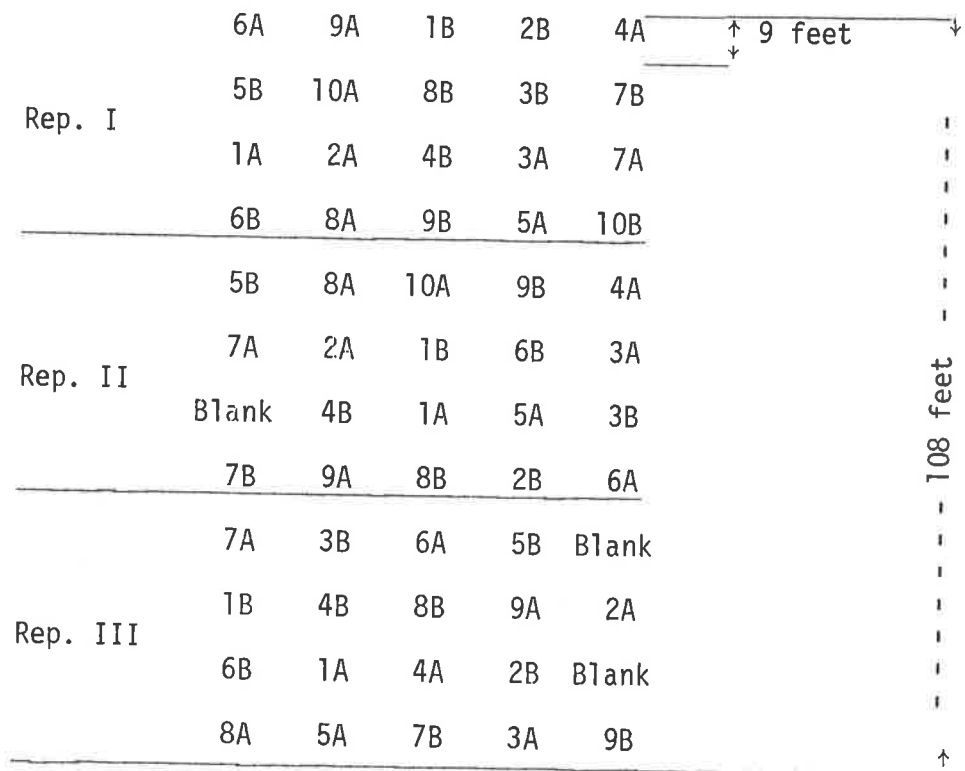 6A 9A 1B 2B 4A ↑ 9 feet ↓
↓
5B 10A 8B 3B 7B
Rep. I
1A 2A 4B 3A 7A
6B 8A 9B 5A 10B
5B 8A 10A 9B 4A
7A 2A 1B 6B 3A
Rep. II
Blank 4B 1A 5A 3B
108 feet
7B 9A 8B 2B 6A
7A 3B 6A 5B Blank
1B 4B 8B 9A 2A
Rep. III
6B 1A 4A 2B Blank
8A 5A 7B 3A 9B ↑